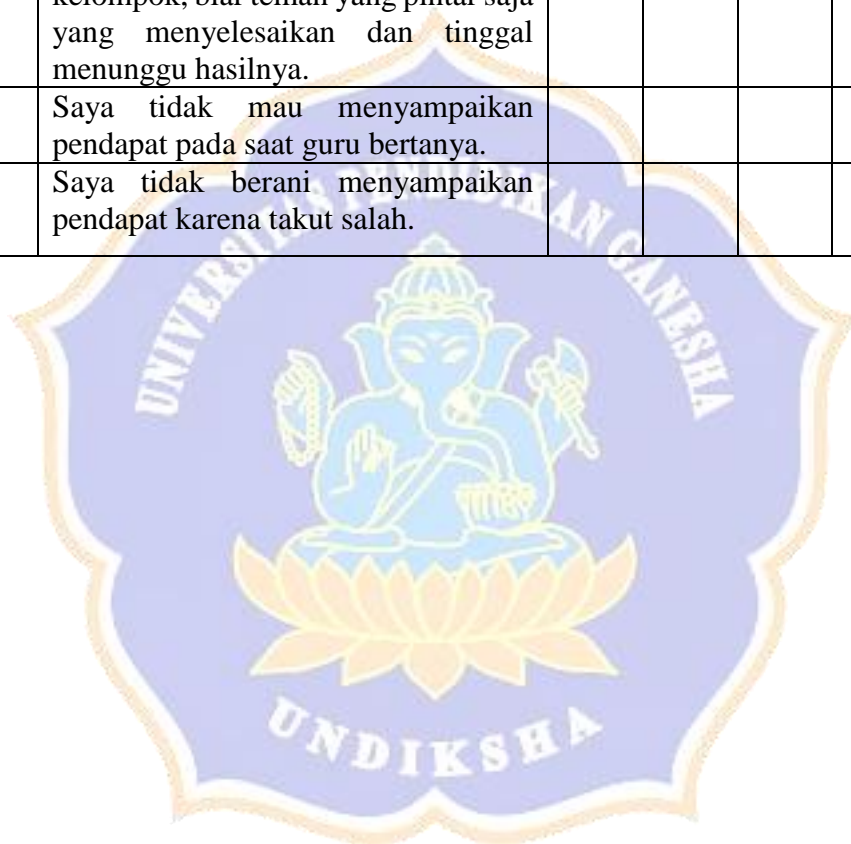 kelompok, biar teman yang pintar saja
yang menyelesaikan dan tinggal
menunggu hasilnya.
Saya tidak mau menyampaikan
pendapat pada saat guru bertanya.
Saya tidak berani menyampaikan
pendapat karena takut salah.
UNIVERSITAS PENDIDIKAN GANESHA
UNDIKSHA